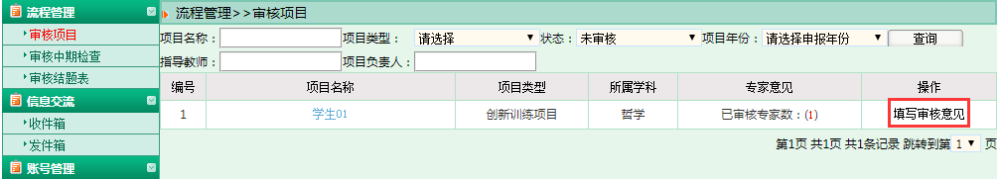 流程管理
审核项目
审核中期检查
审核结题表
信息交流
收件箱
发件箱
账号管理
流程管理>>审核项目
项目名称： 项目类型： 请选择 状态： 未审核 项目年份： 请选择申报年份 查询
指导教师： 项目负责人：
编号 项目名称 项目类型 所属学科 专家意见 操作
1 学生01 创新训练项目 哲学 已审核专家数：(1) 填写审核意见
第1页 共1页 共1条记录 跳转到第 1 页